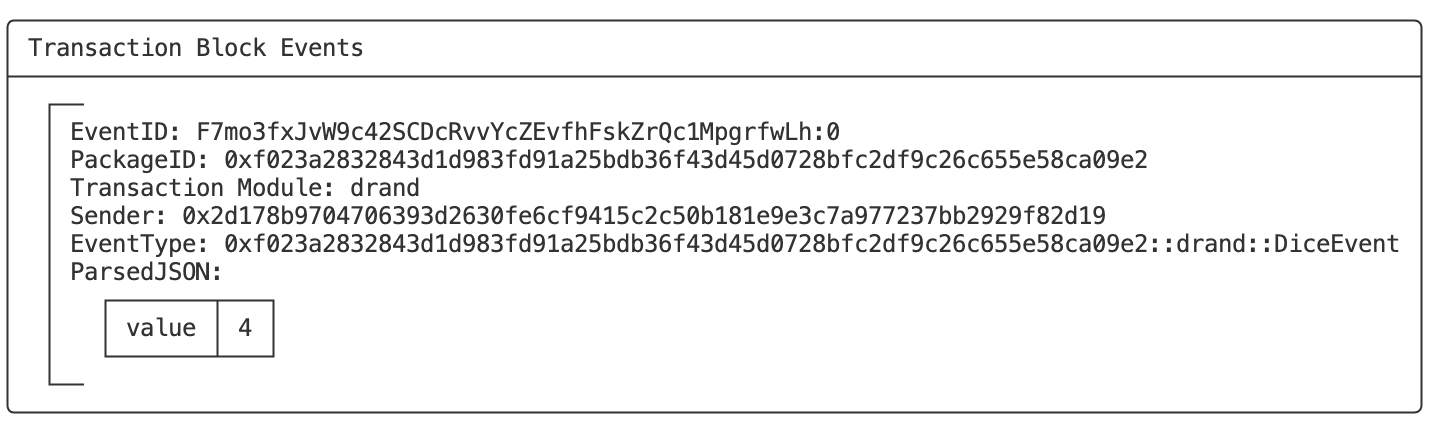 Transaction Block Events
EventID: F7mo3fxJvW9c42SCDcRvvYcZEvfhFskZrQc1MpgrfwLh:0
PackageID: 0xf023a2832843d1d983fd91a25bdb36f43d45d0728bfc2df9c26c655e58ca09e2
Transaction Module: drand
Sender: 0x2d178b9704706393d2630fe6cf9415c2c50b181e9e3c7a977237bb2929f82d19
EventType: 0xf023a2832843d1d983fd91a25bdb36f43d45d0728bfc2df9c26c655e58ca09e2::drand::DiceEvent
ParsedJSON:
value 4